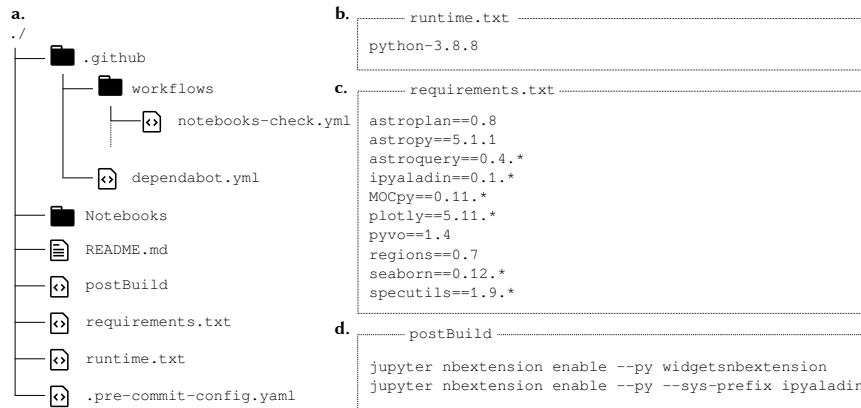 a.
./
.github
workflows
notebooks-check.yml
dependabot.yml
Notebooks
README.md
postBuild
requirements.txt
runtime.txt
.pre-commit-config.yaml
b.
runtime.txt
python-3.8.8
c.
requirements.txt
astroplan==0.8
astropy==5.1.1
astroquery==0.4.*
ipyaladin==0.1.*
MOCpy==0.11.*
plotly==5.11.*
pyvo==1.4
regions==0.7
seaborn==0.12.*
specutils==1.9.*
d.
postBuild
jupyter nbextension enable --py widgetsnbextension
jupyter nbextension enable --py --sys-prefix ipyaladin